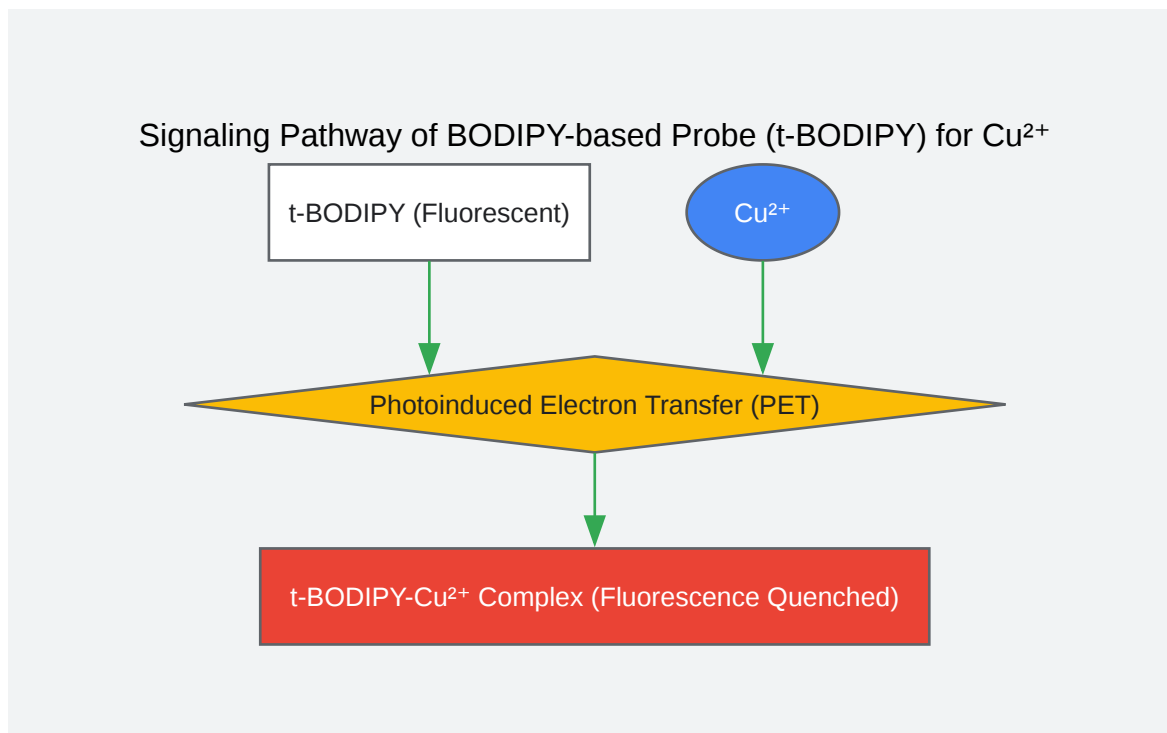 Signaling Pathway of BODIPY-based Probe (t-BODIPY) for Cu²⁺
t-BODIPY (Fluorescent)
Cu²⁺
Photoinduced Electron Transfer (PET)
t-BODIPY-Cu²⁺ Complex (Fluorescence Quenched)